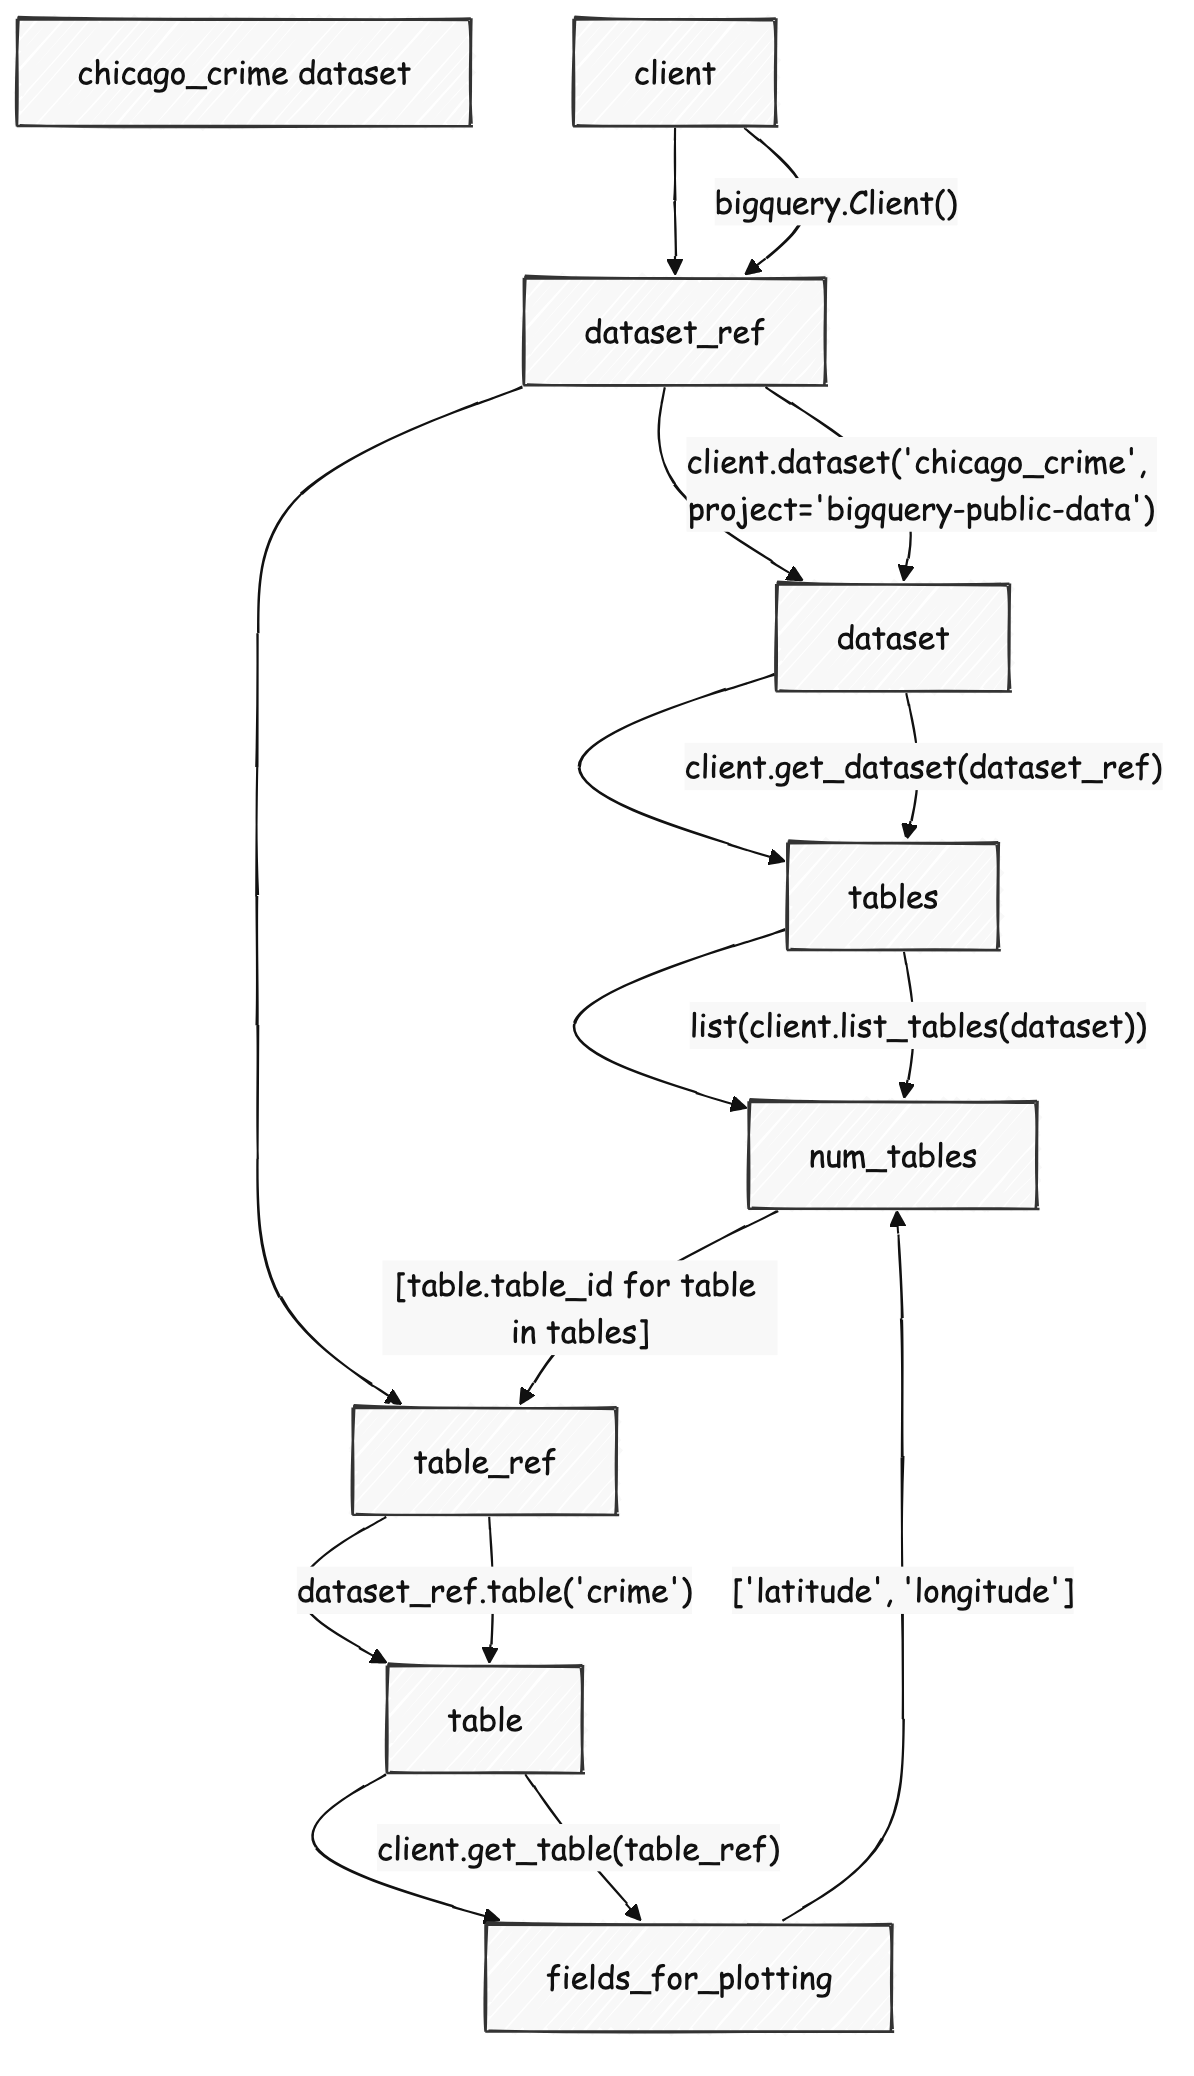 chicago_crime dataset
client
bigquery.Client()
dataset_ref
client.dataset('chicago_crime',
project='bigquery-public-data')
dataset
client.get_dataset(dataset_ref)
tables
list(client.list_tables(dataset))
num_tables
[table.table_id for table
in tables]
table_ref
dataset_ref.table('crime')
['latitude', 'longitude']
table
client.get_table(table_ref)
fields_for_plotting